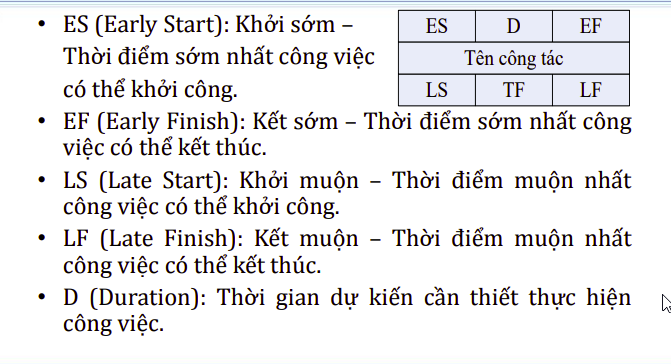 • ES (Early Start): Khởi sớm –
Thời điểm sớm nhất công việc
có thể khởi công.
ES D EF
Tên công tác
LS TF LF
• EF (Early Finish): Kết sớm – Thời điểm sớm nhất công
việc có thể kết thúc.
• LS (Late Start): Khởi muộn – Thời điểm muộn nhất
công việc có thể khởi công.
• LF (Late Finish): Kết muộn – Thời điểm muộn nhất
công việc có thể kết thúc.
• D (Duration): Thời gian dự kiến cần thiết thực hiện
công việc.